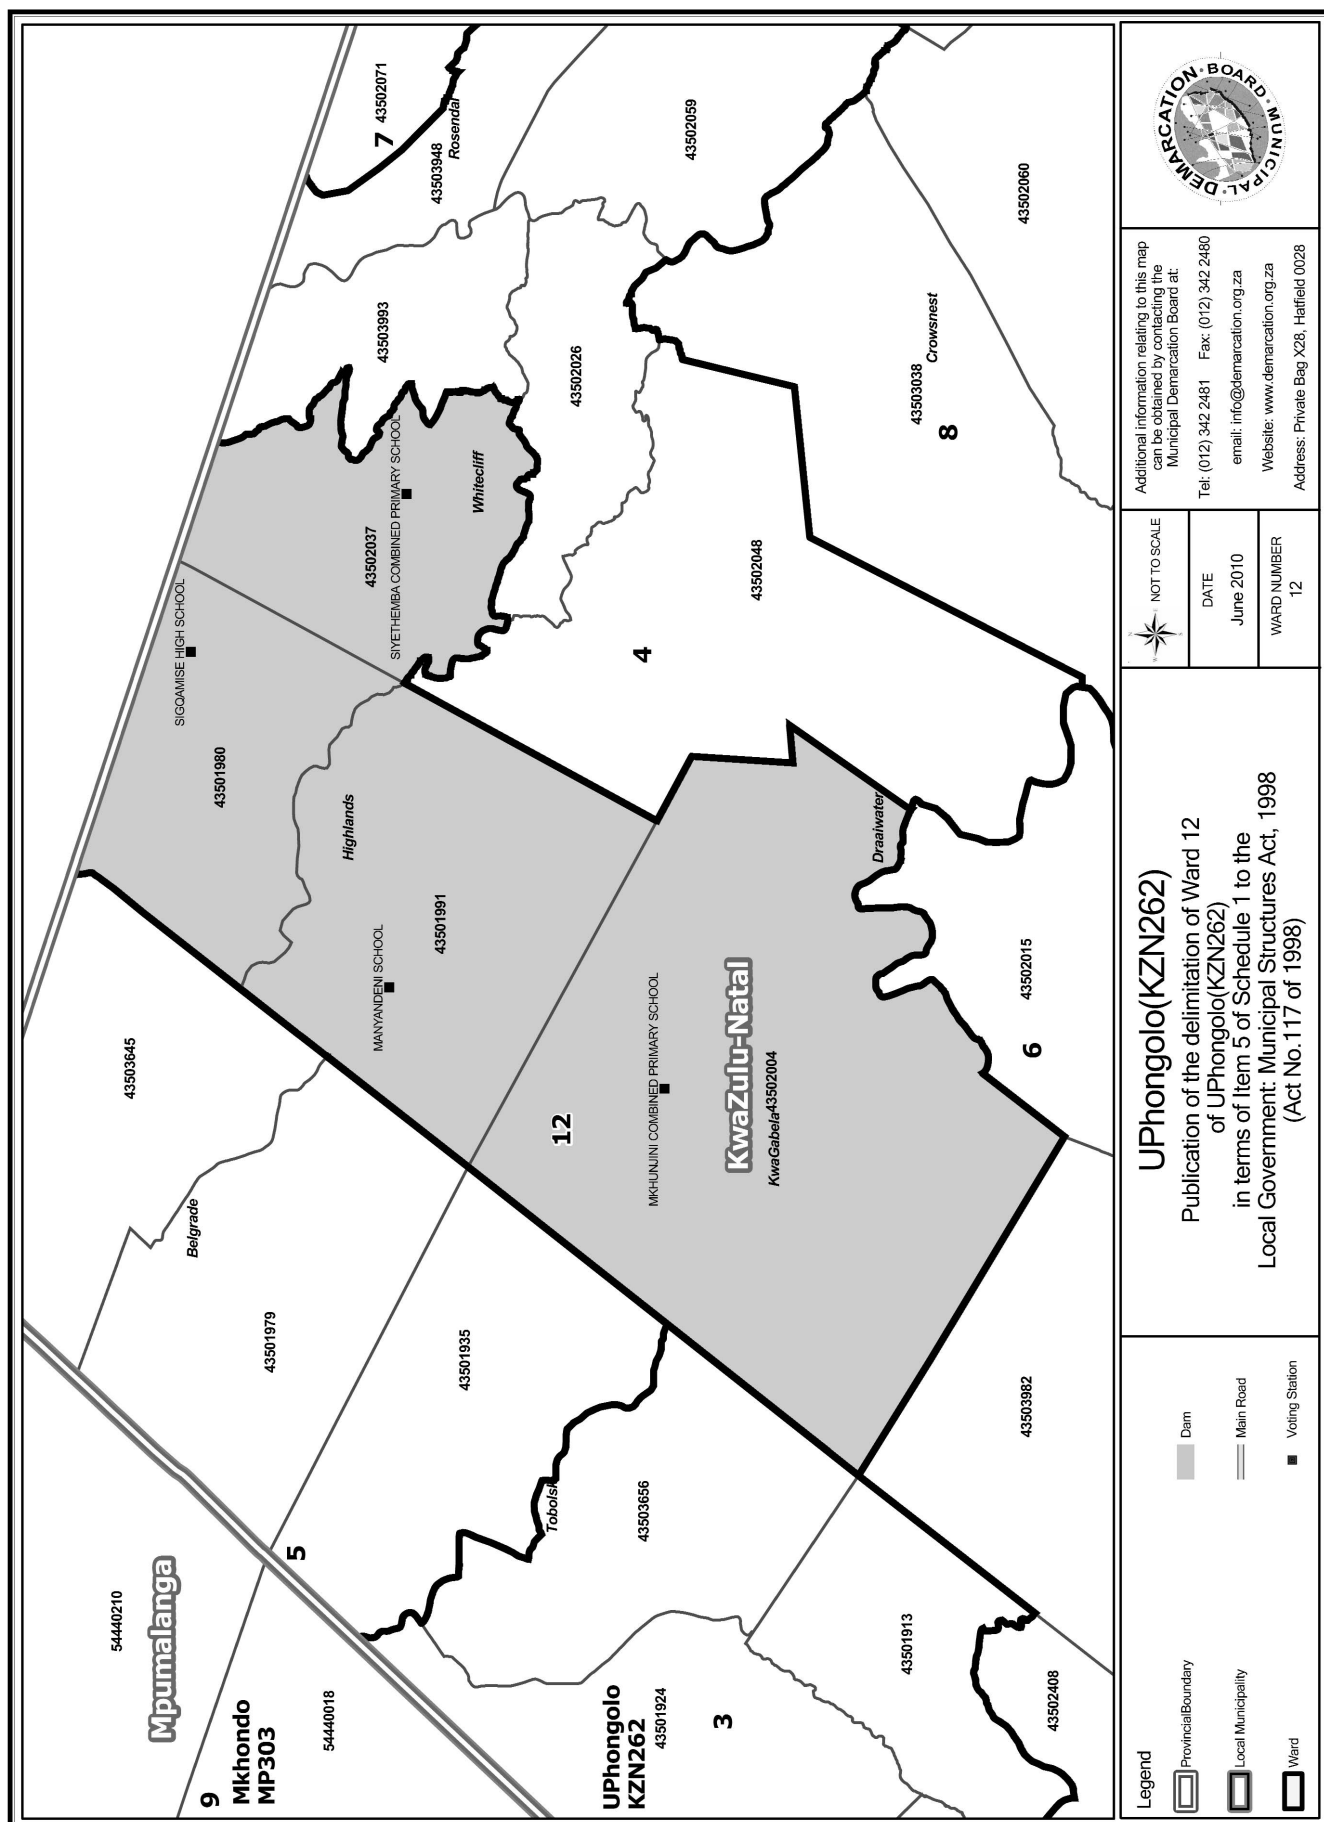 54440210
Mpumalanga
9
Mkhondo
MP303
54440018
5
UPhongolo
KZN262
43501924
3
43501913
43502408
43503656
Tobolsk
43501935
43501979
Belgrade
43503645
43503982
12
MKHUNJINI COMBINED PRIMARY SCHOOL
KwaZulu-Natal
KwaGabela
43502004
MANYANDENI SCHOOL
43501991
Highlands
43501980
SIGQAMISE HIGH SCHOOL
43502037
SIYETHEMBA COMBINED PRIMARY SCHOOL
Whitecliff
Draaiwater
6
43502015
4
43502048
43502026
43503993
43503948
Rosendal
7
43502071
43502059
43503038
Crowsnest
8
43502060
Legend
ProvincialBoundary
Local Municipality
Ward
Dam
Main Road
Voting Station
UPhongolo(KZN262)
Publication of the delimitation of Ward 12
of UPhongolo(KZN262)
in terms of Item 5 of Schedule 1 to the
Local Government: Municipal Structures Act, 1998
(Act No.117 of 1998)
NOT TO SCALE
DATE
June 2010
WARD NUMBER
12
Additional information relating to this map
can be obtained by contacting the
Municipal Demarcation Board at:
Tel: (012) 342 2481 Fax: (012) 342 2480
email: info@demarcation.org.za
Website: www.demarcation.org.za
Address: Private Bag X28, Hatfield 0028
MUNICIPAL • DEMARCATION • BOARD •